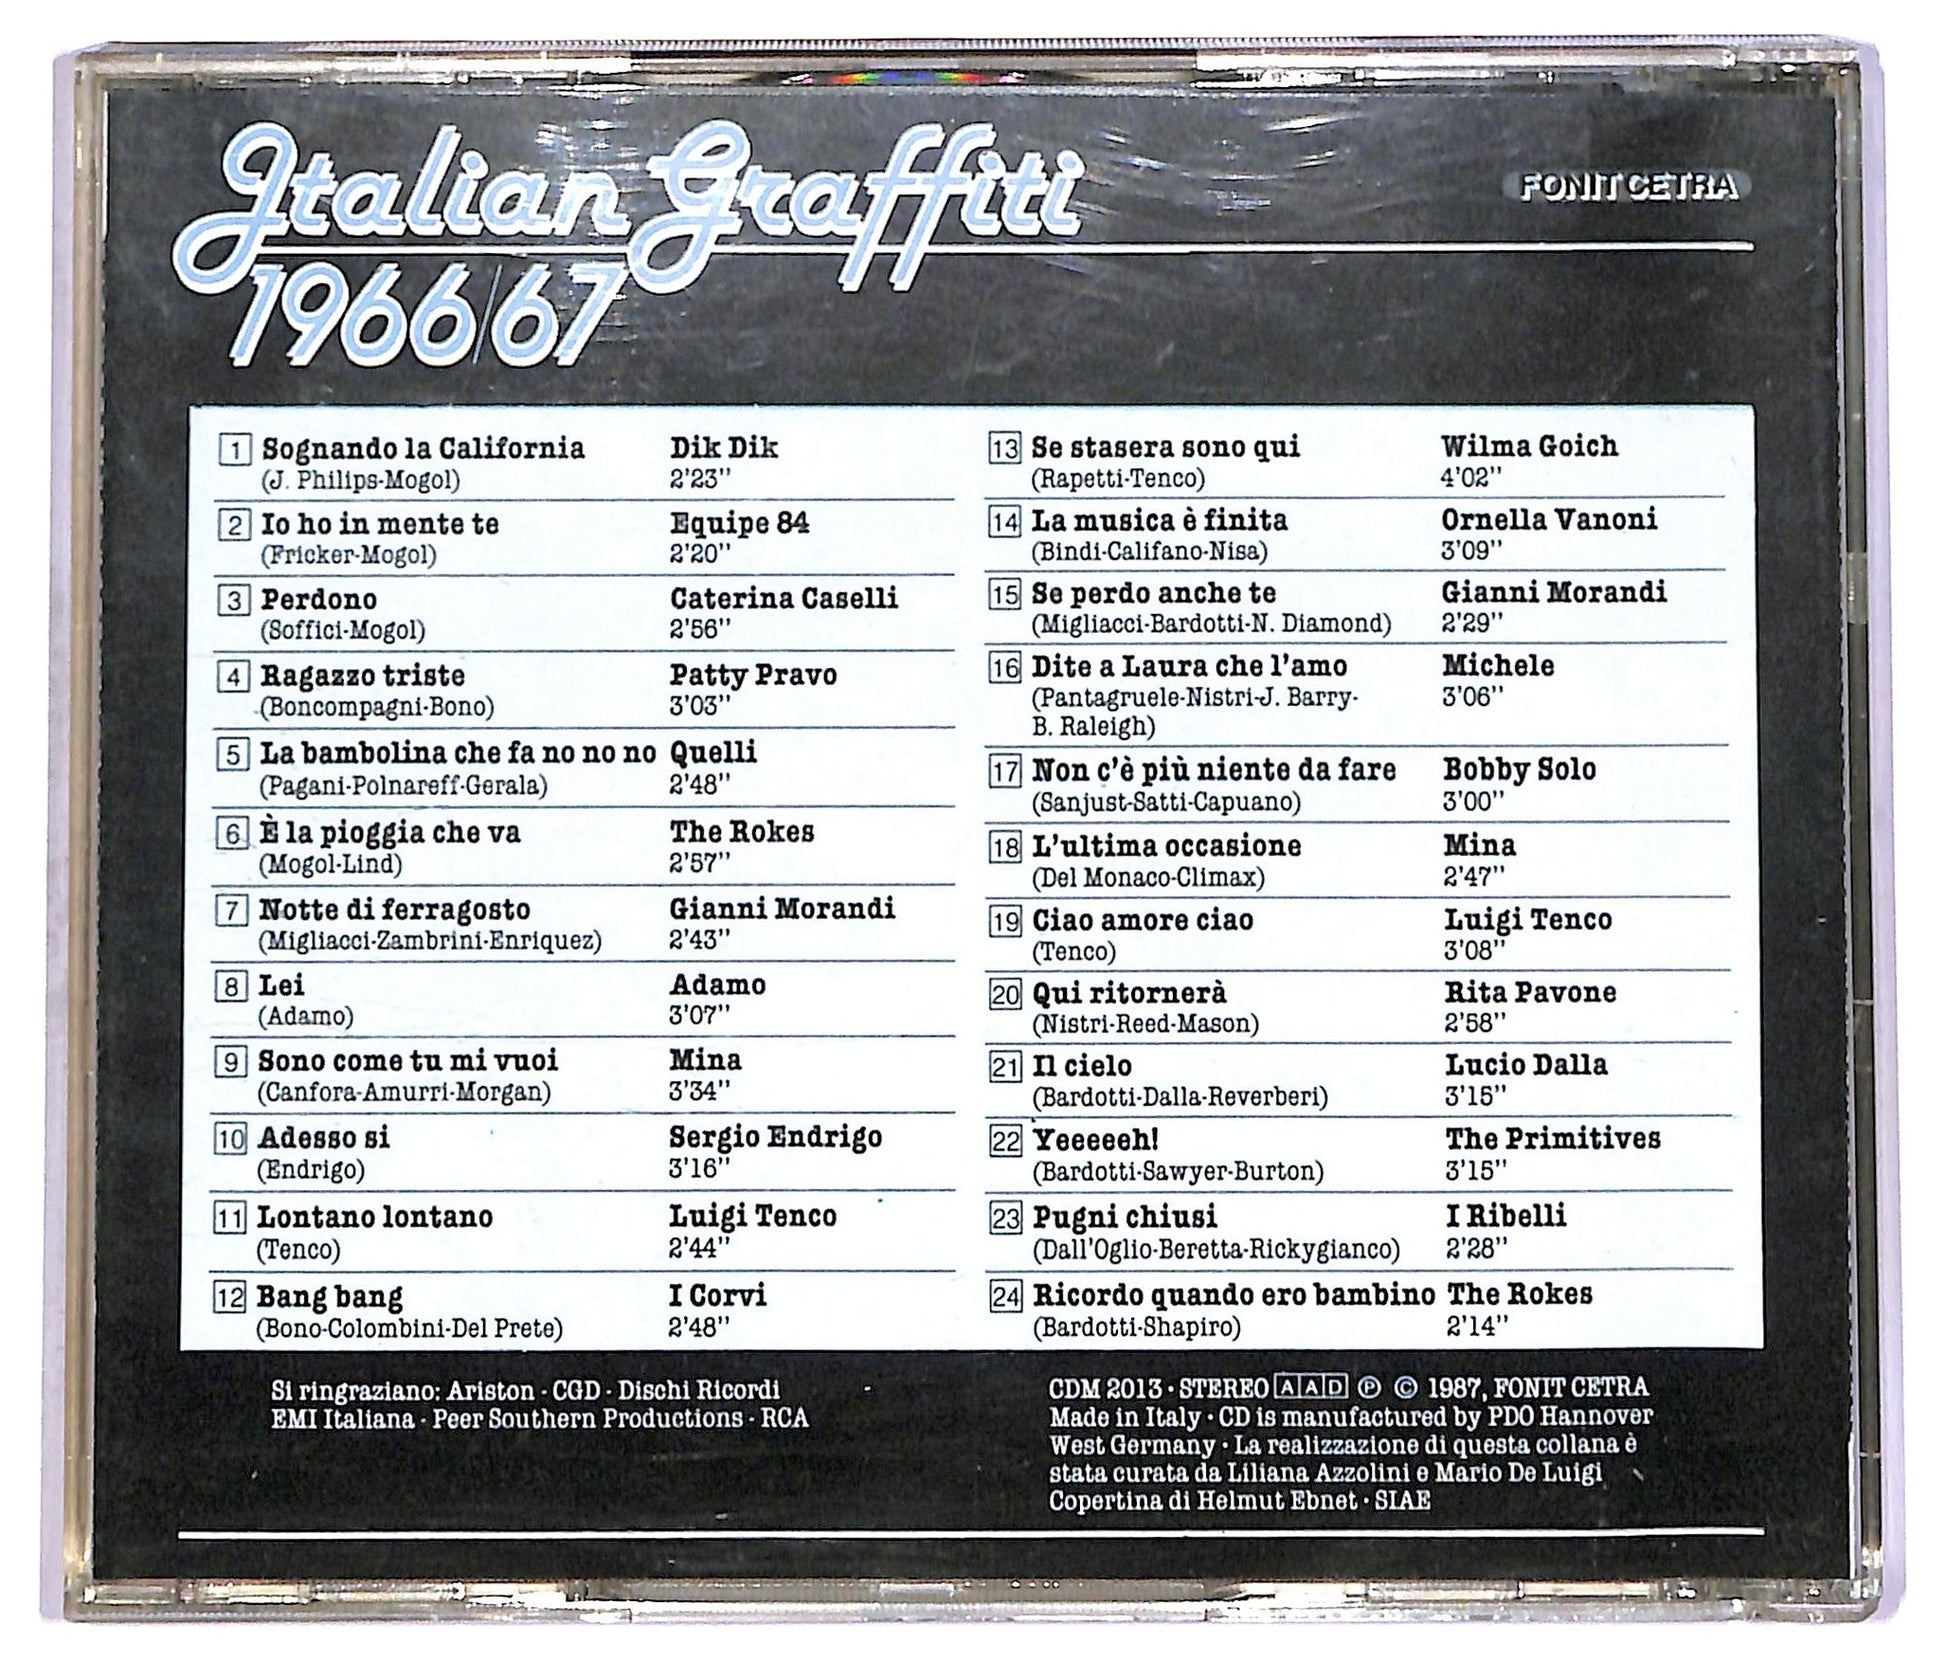 Italian Graffiti
FONIT CETRA
1966/67
1 Sognando la California Dik Dik
(J. Philips-Mogol) 2'23"
2 Io ho in mente te Equipe 84
(Fricker-Mogol) 2'20"
3 Perdono Caterina Caselli
(Soffici-Mogol) 2'56"
4 Ragazzo triste Patty Pravo
(Boncompagni-Bono) 3'03"
5 La bambolina che fa no no no Quelli
(Pagani-Polnareff-Gerala) 2'48"
6 È la pioggia che va The Rokes
(Mogol-Lind) 2'57"
7 Notte di ferragosto Gianni Morandi
(Migliacci-Zambrini-Enriquez) 2'43"
8 Lei Adamo
(Adamo) 3'07"
9 Sono come tu mi vuoi Mina
(Canfora-Amurri-Morgan) 3'34"
10 Adesso si Sergio Endrigo
(Endrigo) 3'16"
11 Lontano lontano Luigi Tenco
(Tenco) 2'44"
12 Bang bang I Corvi
(Bono-Colombini-Del Prete) 2'48"
13 Se stasera sono qui Wilma Goich
(Rapetti-Tenco) 4'02"
14 La musica è finita Ornella Vanoni
(Bindi-Califano-Nisa) 3'09"
15 Se perdo anche te Gianni Morandi
(Migliacci-Bardotti-N. Diamond) 2'29"
16 Dite a Laura che l'amo Michele
(Pantagruele-Nistri-J. Barry- 3'06"
B. Raleigh)
17 Non c'è più niente da fare Bobby Solo
(Sanjust-Satti-Capuano) 3'00"
18 L'ultima occasione Mina
(Del Monaco-Climax) 2'47"
19 Ciao amore ciao Luigi Tenco
(Tenco) 3'08"
20 Qui ritornerà Rita Pavone
(Nistri-Reed-Mason) 2'58"
21 Il cielo Lucio Dalla
(Bardotti-Dalla-Reverberi) 3'15"
22 Yeeeeeh! The Primitives
(Bardotti-Sawyer-Burton) 3'15"
23 Pugni chiusi I Ribelli
(Dall'Oglio-Beretta-Rickygianco) 2'28"
24 Ricordo quando ero bambino The Rokes
(Bardotti-Shapiro) 2'14"
Si ringraziano: Ariston · CGD · Dischi Ricordi
EMI Italiana · Peer Southern Productions · RCA
CDM 2013 · STEREO AAD Ⓟ © 1987, FONIT CETRA
Made in Italy · CD is manufactured by PDO Hannover
West Germany · La realizzazione di questa collana è
stata curata da Liliana Azzolini e Mario De Luigi
Copertina di Helmut Ebnet · SIAE